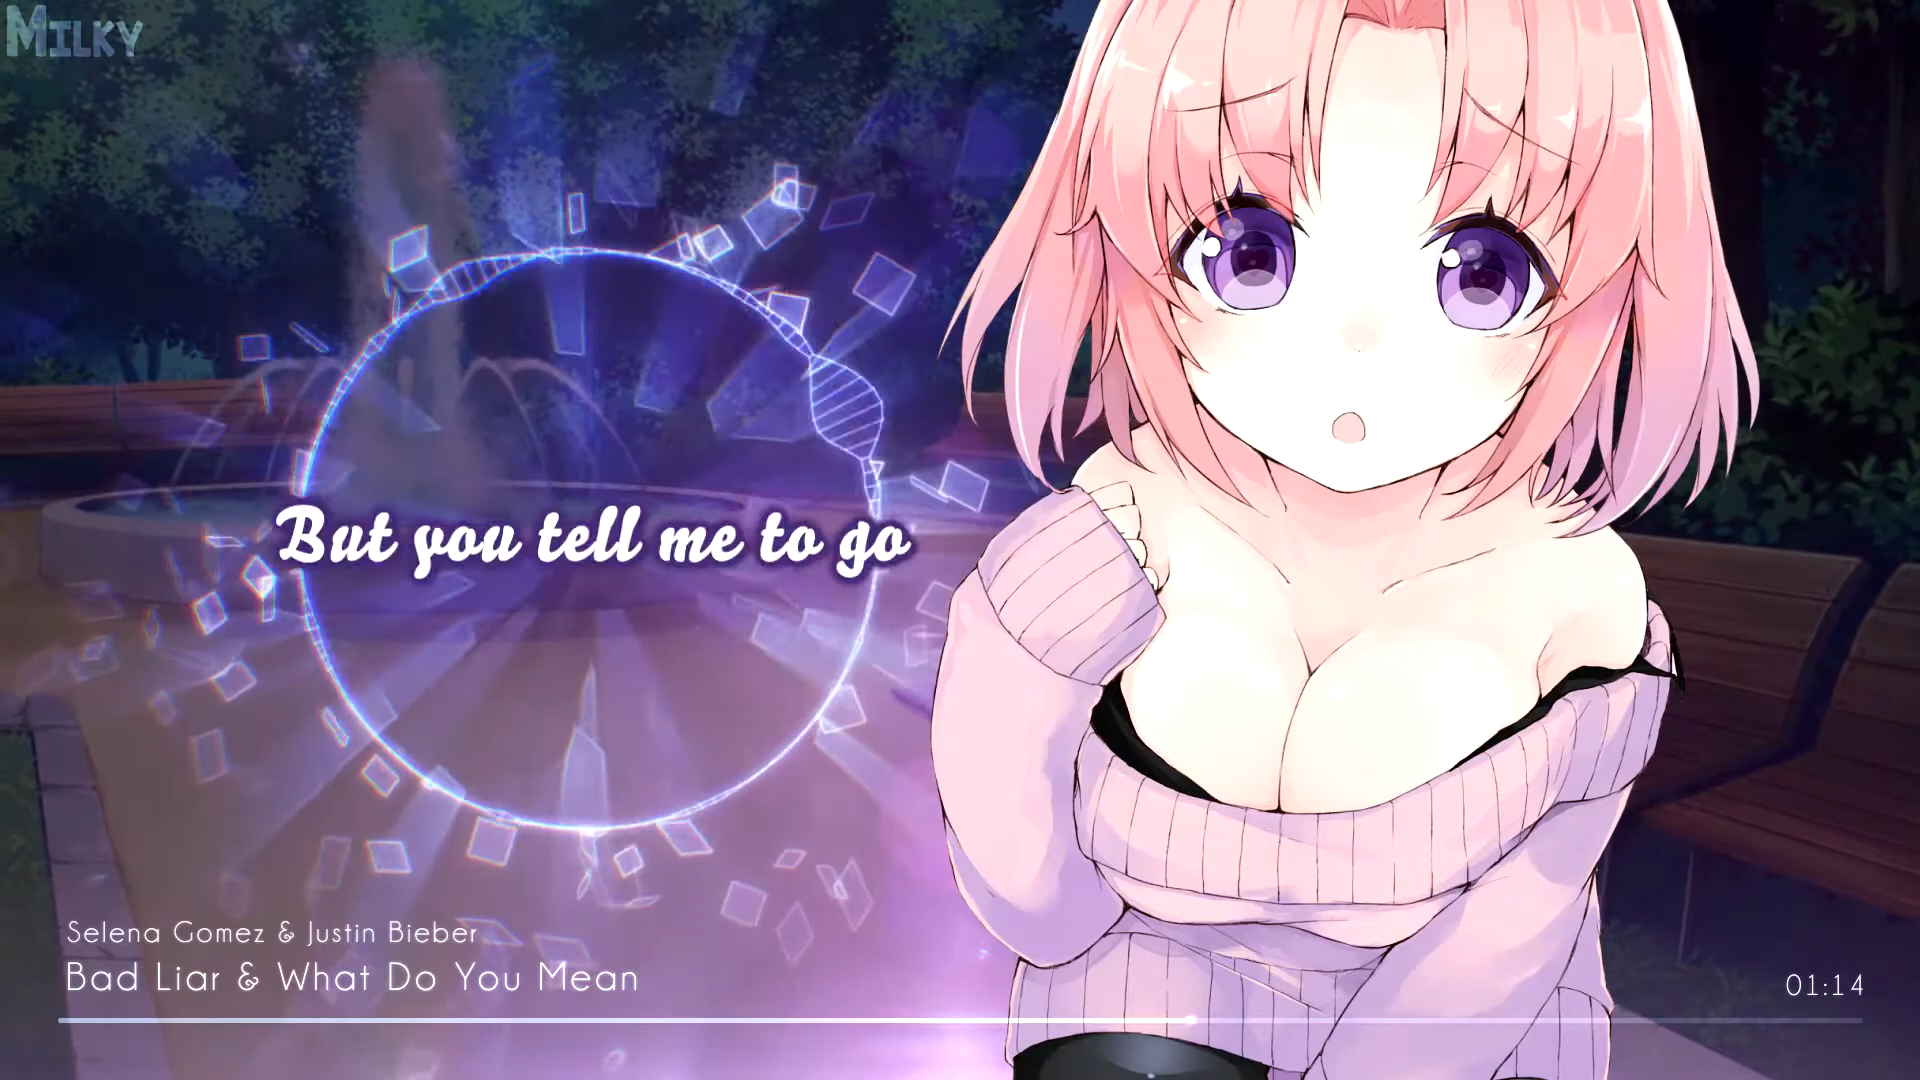 MILKY
But you tell me to go
Selena Gomez & Justin Bieber
Bad Liar & What Do You Mean
01:14